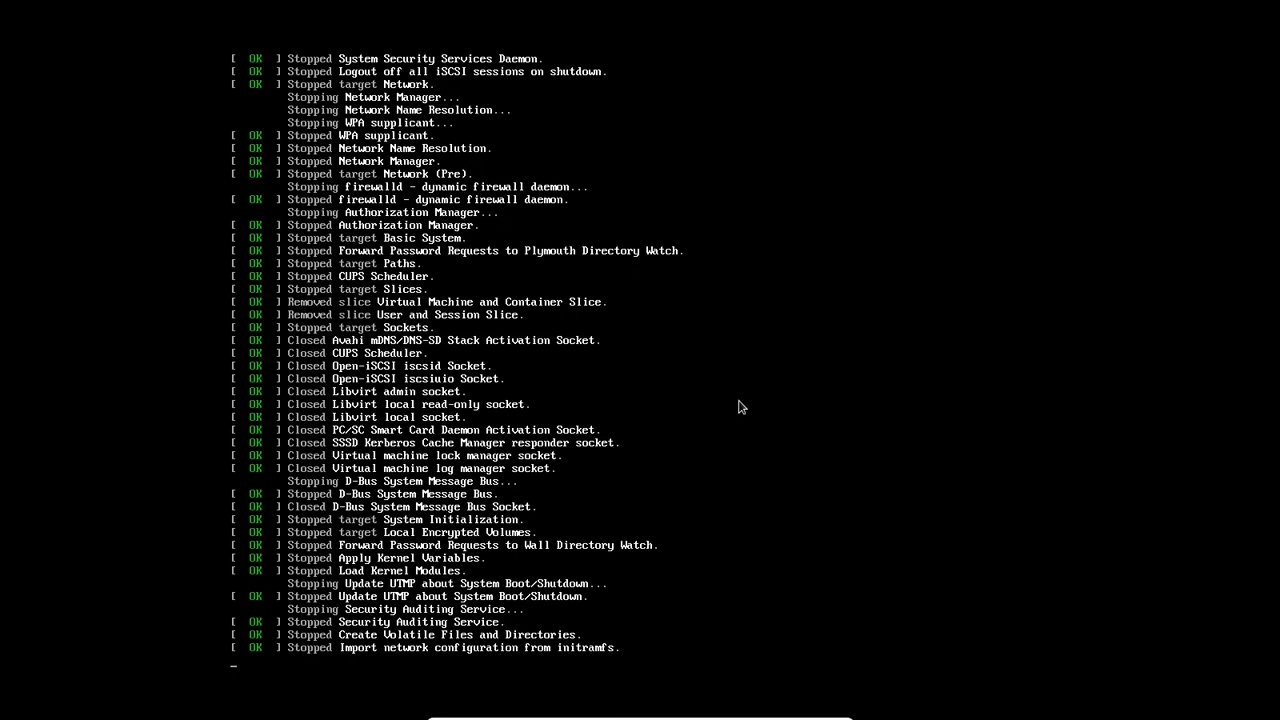 [  OK  ] Stopped System Security Services Daemon.
[  OK  ] Stopped Logout off all iSCSI sessions on shutdown.
[  OK  ] Stopped target Network.
Stopping Network Manager...
Stopping Network Name Resolution...
Stopping WPA supplicant...
[  OK  ] Stopped WPA supplicant.
[  OK  ] Stopped Network Name Resolution.
[  OK  ] Stopped Network Manager.
[  OK  ] Stopped target Network (Pre).
Stopping firewalld - dynamic firewall daemon...
[  OK  ] Stopped firewalld - dynamic firewall daemon.
Stopping Authorization Manager...
[  OK  ] Stopped Authorization Manager.
[  OK  ] Stopped target Basic System.
[  OK  ] Stopped Forward Password Requests to Plymouth Directory Watch.
[  OK  ] Stopped target Paths.
[  OK  ] Stopped CUPS Scheduler.
[  OK  ] Stopped target Slices.
[  OK  ] Removed slice Virtual Machine and Container Slice.
[  OK  ] Removed slice User and Session Slice.
[  OK  ] Stopped target Sockets.
[  OK  ] Closed Avahi mDNS/DNS-SD Stack Activation Socket.
[  OK  ] Closed CUPS Scheduler.
[  OK  ] Closed Open-iSCSI iscsid Socket.
[  OK  ] Closed Open-iSCSI iscsiuio Socket.
[  OK  ] Closed Libvirt admin socket.
[  OK  ] Closed Libvirt local read-only socket.
[  OK  ] Closed Libvirt local socket.
[  OK  ] Closed PC/SC Smart Card Daemon Activation Socket.
[  OK  ] Closed SSSD Kerberos Cache Manager responder socket.
[  OK  ] Closed Virtual machine lock manager socket.
[  OK  ] Closed Virtual machine log manager socket.
Stopping D-Bus System Message Bus...
[  OK  ] Stopped D-Bus System Message Bus.
[  OK  ] Closed D-Bus System Message Bus Socket.
[  OK  ] Stopped target System Initialization.
[  OK  ] Stopped target Local Encrypted Volumes.
[  OK  ] Stopped Forward Password Requests to Wall Directory Watch.
[  OK  ] Stopped Apply Kernel Variables.
[  OK  ] Stopped Load Kernel Modules.
Stopping Update UTMP about System Boot/Shutdown...
[  OK  ] Stopped Update UTMP about System Boot/Shutdown.
Stopping Security Auditing Service...
[  OK  ] Stopped Security Auditing Service.
[  OK  ] Stopped Create Volatile Files and Directories.
[  OK  ] Stopped Import network configuration from initramfs.